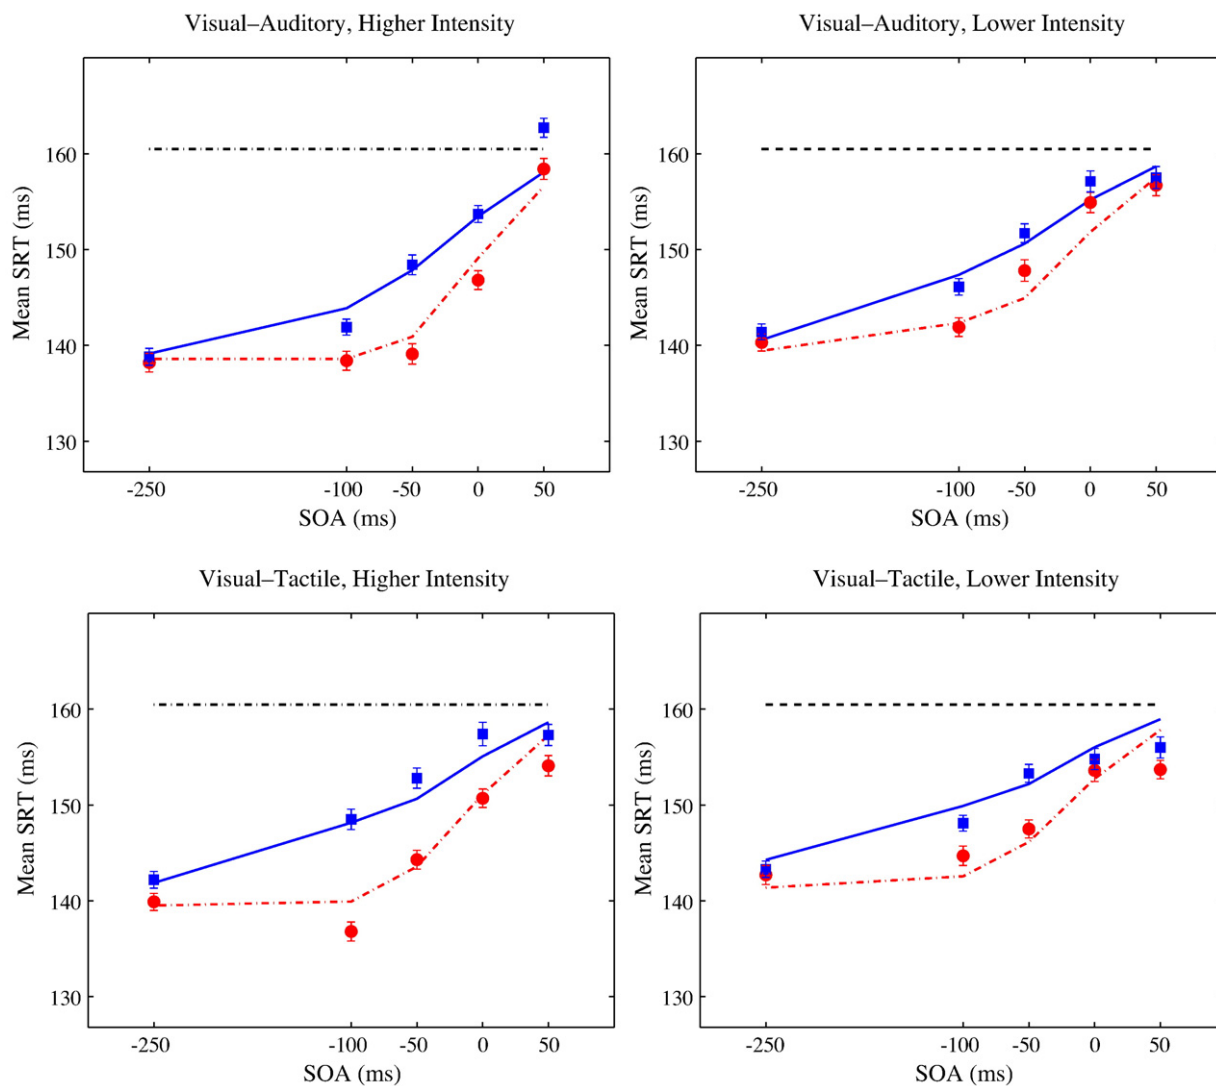 Visual–Auditory, Higher Intensity
Mean SRT (ms)
160
150
140
130
-250 -100 -50 0 50
SOA (ms)
Visual–Auditory, Lower Intensity
Mean SRT (ms)
160
150
140
130
-250 -100 -50 0 50
SOA (ms)
Visual–Tactile, Higher Intensity
Mean SRT (ms)
160
150
140
130
-250 -100 -50 0 50
SOA (ms)
Visual–Tactile, Lower Intensity
Mean SRT (ms)
160
150
140
130
-250 -100 -50 0 50
SOA (ms)